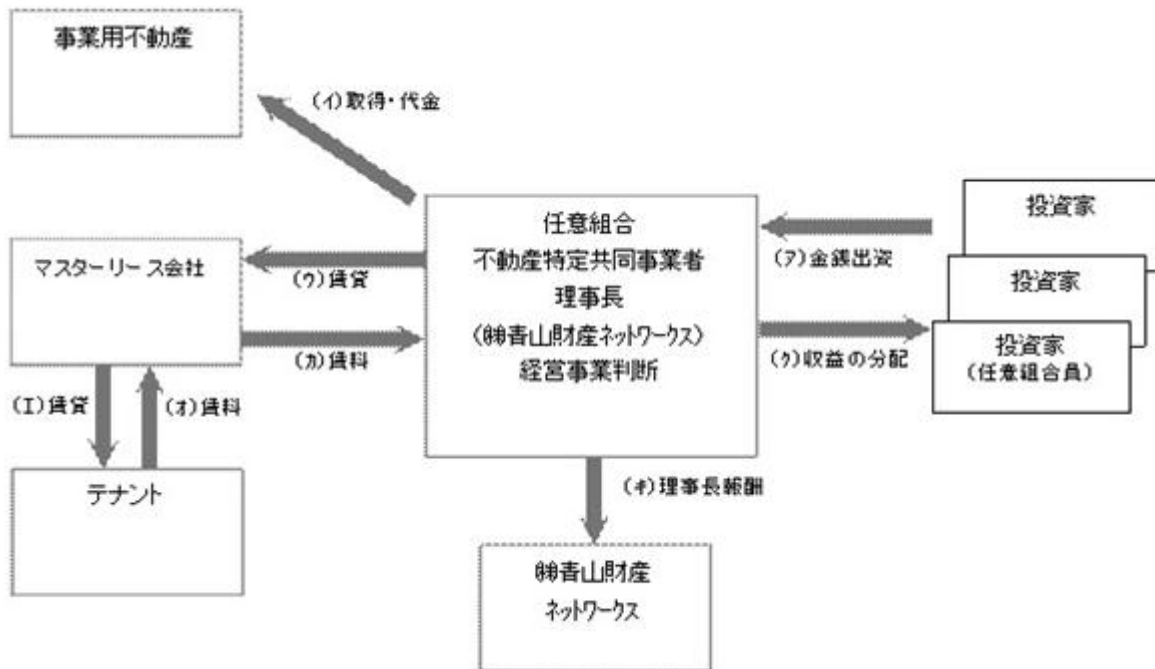 事業用不動産
(イ)取得・代金
任意組合
不動産特定共同事業者
理事長
(㈱青山財産ネットワークス)
経営事業判断
投資家
(ア)金銭出資
投資家
マスターリース会社
(ウ)賃貸
(カ)賃料
(ク)収益の分配
投資家
(任意組合員)
(エ)賃貸
(オ)賃料
テナント
(キ)理事長報酬
㈱青山財産
ネットワークス